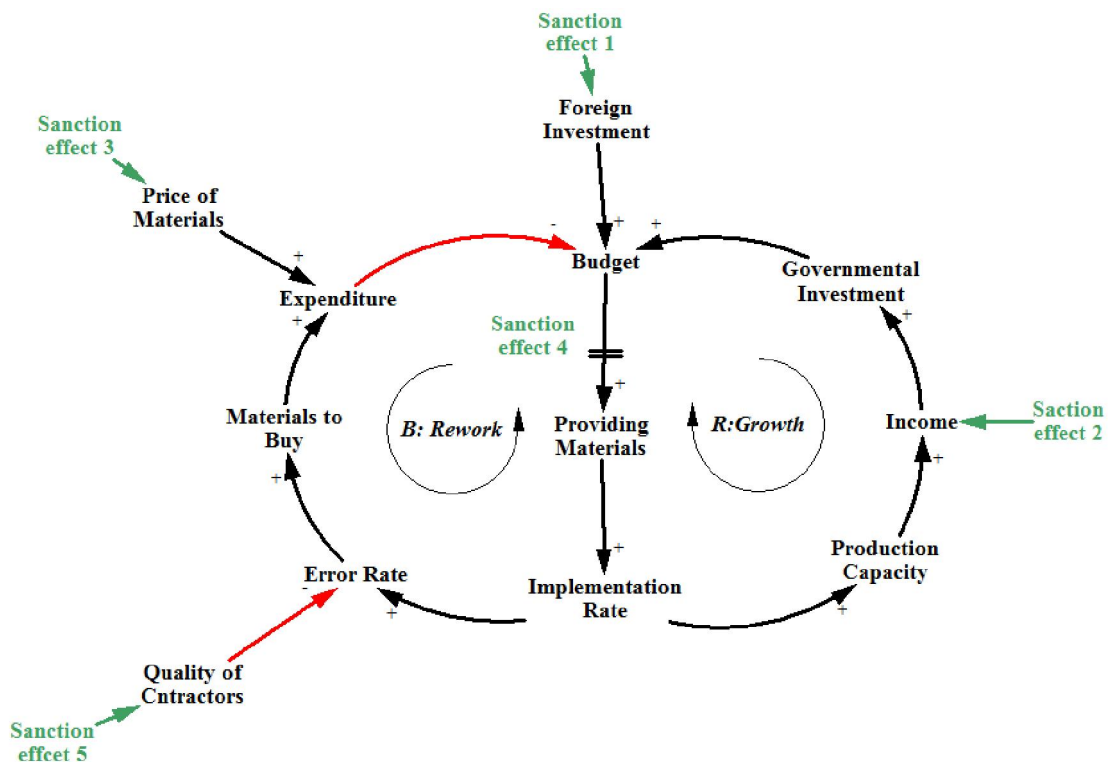 Sanction
effect 1
Foreign
Investment
Sanction
effect 3
Price of
Materials
+
-
+
+
Budget
Governmental
Investment
Expenditure
+
+
Sanction
effect 4
+
+
Materials to
Buy
B: Rework
Providing
Materials
R:Growth
Income
Saction
effect 2
+
+
+
Production
Capacity
Error Rate
-
Implementation
Rate
+
+
Quality of
Cntractors
Sanction
effcet 5